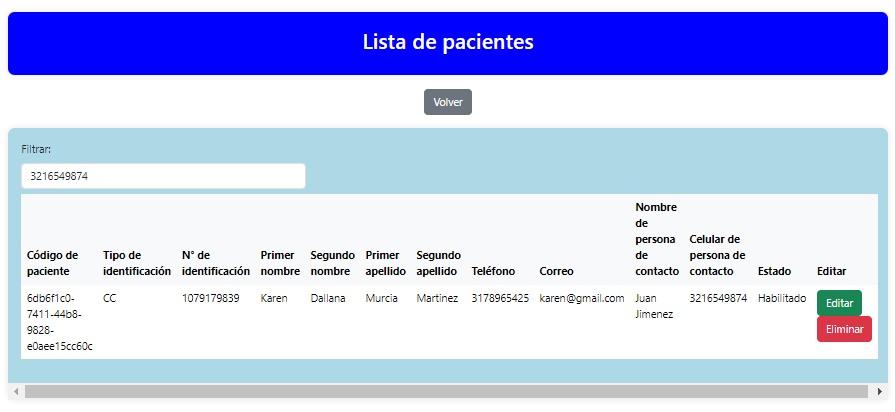 Lista de pacientes
Volver
Filtrar:
3216549874
Código de paciente Tipo de identificación N° de identificación Primer nombre Segundo nombre Primer apellido Segundo apellido Teléfono Correo Nombre de persona de contacto Celular de persona de contacto Estado Editar
6db6f1c0-7411-44b8-9828-e0aee15cc60c CC 1079179839 Karen Dallana Murcia Martinez 3178965425 karen@gmail.com Juan Jimenez 3216549874 Habilitado Editar
Eliminar